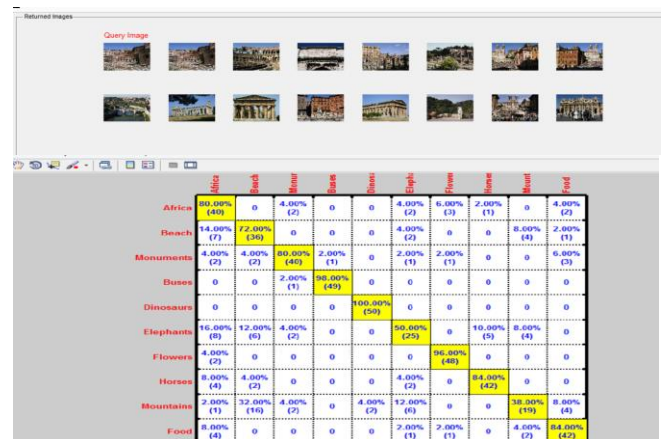 Returned Images
Query Image
Africa Beach Monum Buses Dinosa Elepha Flower Horses Mount Food
Africa 80.00% (40) 0 4.00% (2) 0 0 4.00% (2) 6.00% (3) 2.00% (1) 0 4.00% (2)
Beach 14.00% (7) 72.00% (36) 0 0 0 4.00% (2) 0 0 8.00% (4) 2.00% (1)
Monuments 4.00% (2) 4.00% (2) 80.00% (40) 2.00% (1) 0 2.00% (1) 2.00% (1) 0 0 6.00% (3)
Buses 0 0 2.00% (1) 98.00% (49) 0 0 0 0 0 0
Dinosaurs 0 0 0 0 100.00% (50) 0 0 0 0 0
Elephants 16.00% (8) 12.00% (6) 4.00% (2) 0 0 50.00% (25) 0 10.00% (5) 8.00% (4) 0
Flowers 4.00% (2) 0 0 0 0 0 96.00% (48) 0 0 0
Horses 8.00% (4) 4.00% (2) 0 0 0 4.00% (2) 0 84.00% (42) 0 0
Mountains 2.00% (1) 32.00% (16) 4.00% (2) 0 4.00% (2) 12.00% (6) 0 0 38.00% (19) 8.00% (4)
Food 8.00% (4) 0 0 0 0 2.00% (1) 2.00% (1) 0 4.00% (2) 84.00% (42)